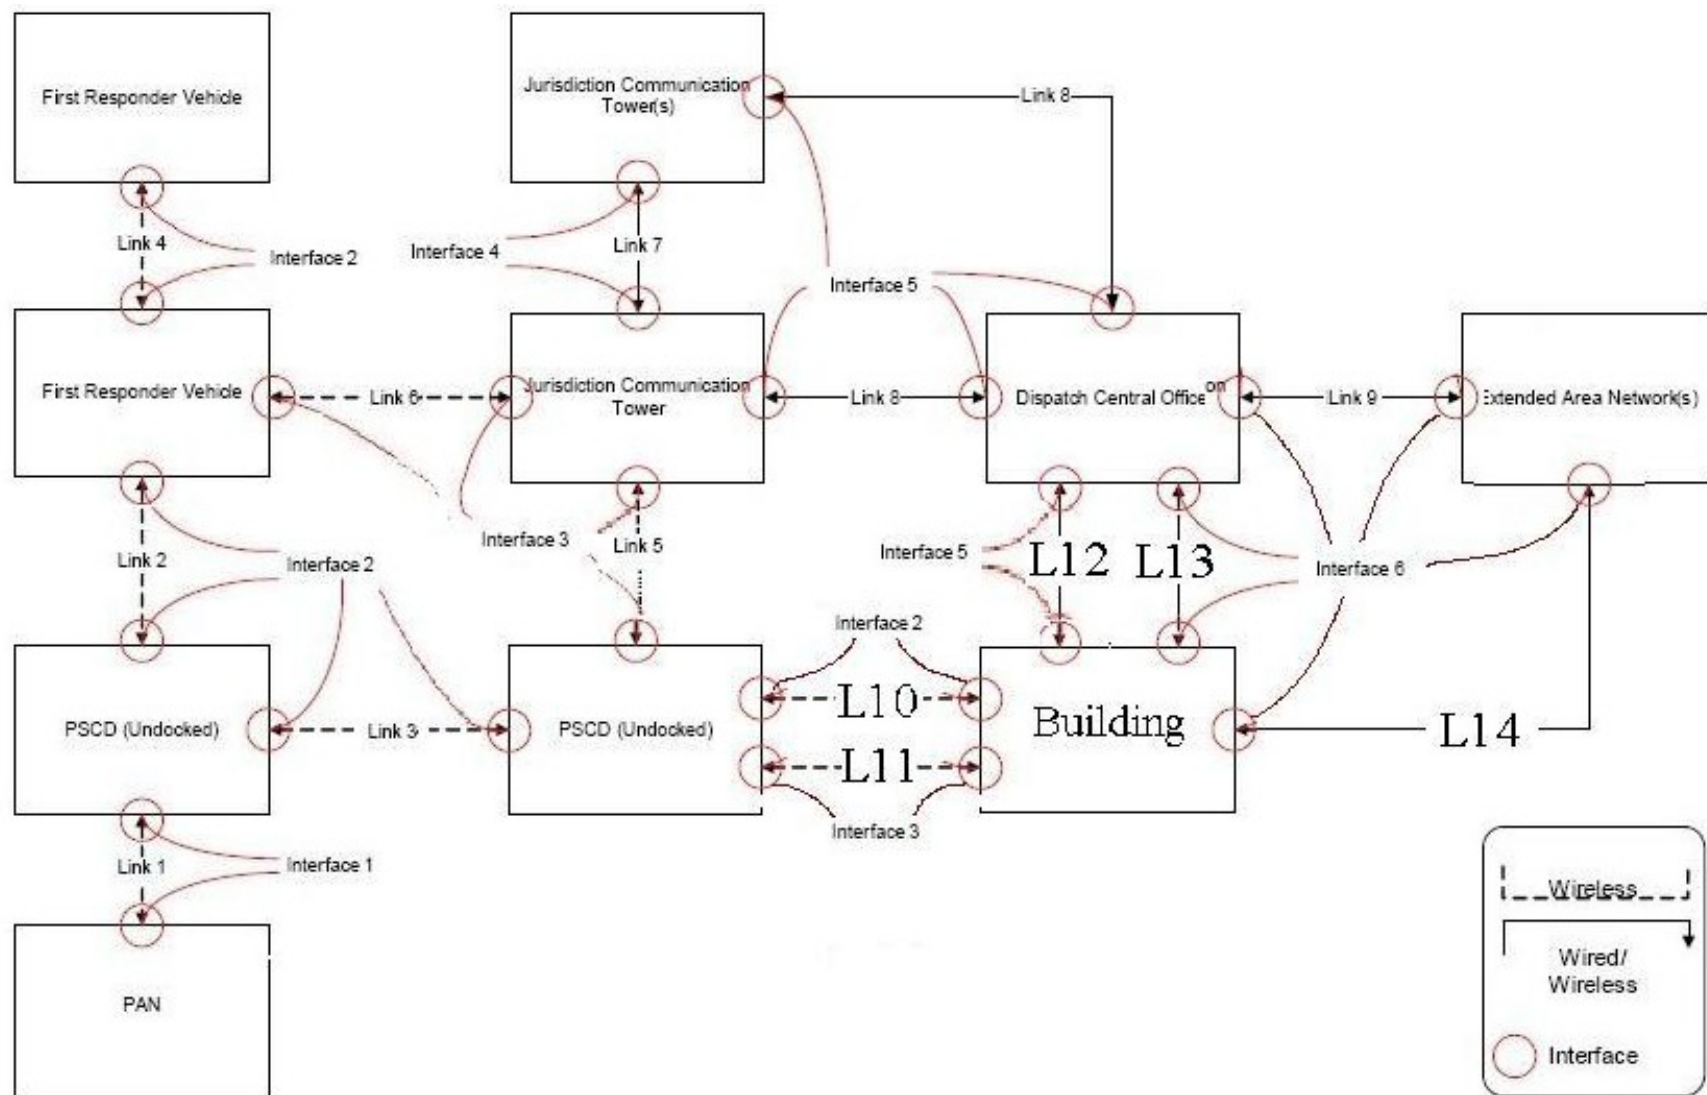 First Responder Vehicle
Jurisdiction Communication
Tower(s)
Link 8
Link 4
Interface 2
Interface 4
Link 7
Interface 5
First Responder Vehicle
Link 6
Jurisdiction Communication
Tower
Link 8
Dispatch Central Office
on
Link 9
Extended Area Network(s)
Link 2
Interface 2
Interface 3
Link 5
Interface 5
L12
L13
Interface 6
Interface 2
PSCD (Undocked)
Link 3
PSCD (Undocked)
L10
L11
Building
L14
Interface 3
Link 1
Interface 1
PAN
Wireless
Wired/
Wireless
Interface